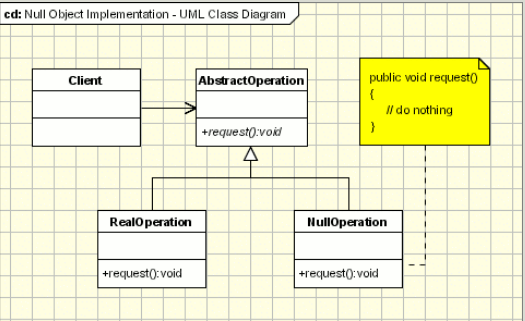 cd: Null Object Implementation - UML Class Diagram
Client
AbstractOperation
+request():void
public void request()
{
// do nothing
}
RealOperation
+request():void
NullOperation
+request():void